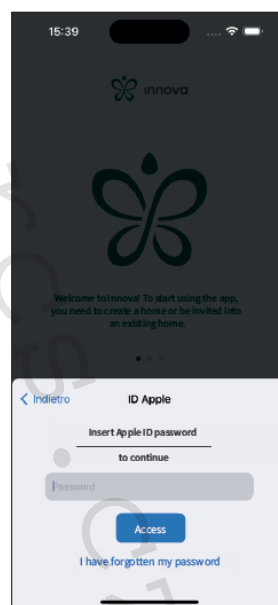 15:39
innova
Welcome to Innova! To start using the app,
you need to create a home or be invited into
an existing home.
Indietro
ID Apple
Insert Apple ID password
to continue
Password
Access
I have forgotten my password